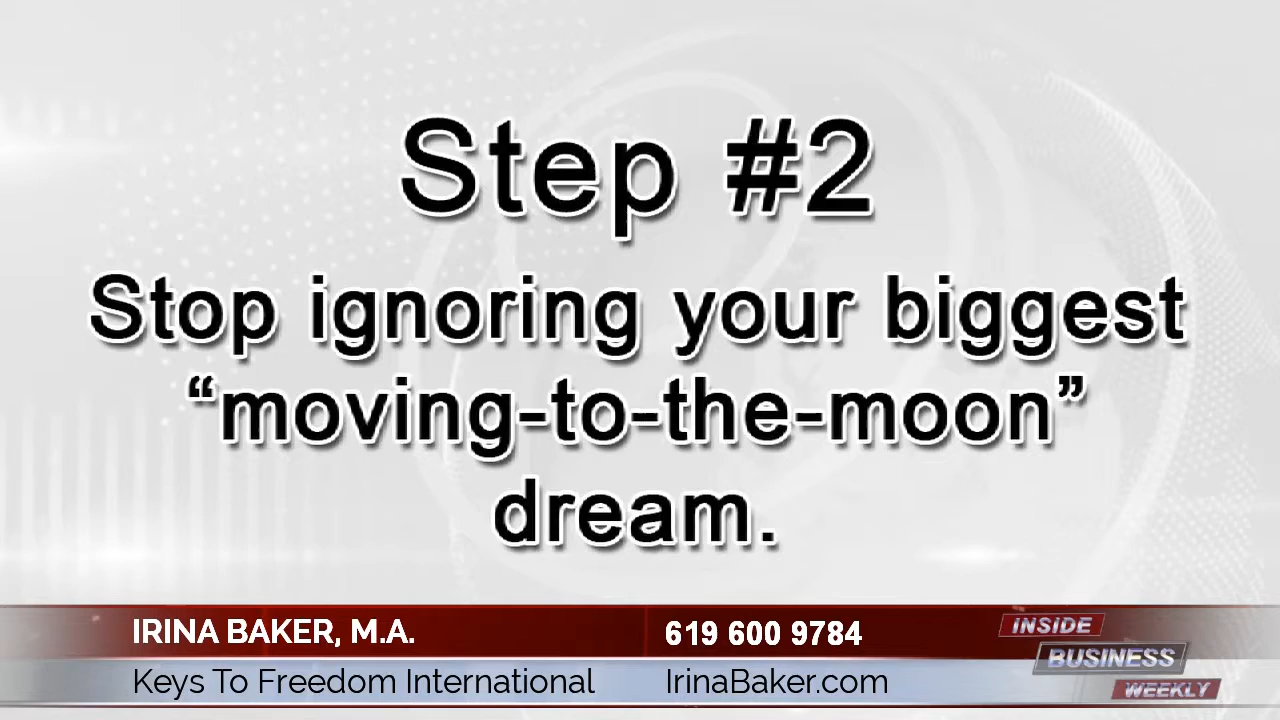 Step #2
Stop ignoring your biggest
“moving-to-the-moon”
dream.
IRINA BAKER, M.A.
619 600 9784
Keys To Freedom International
IrinaBaker.com
INSIDE
BUSINESS
WEEKLY